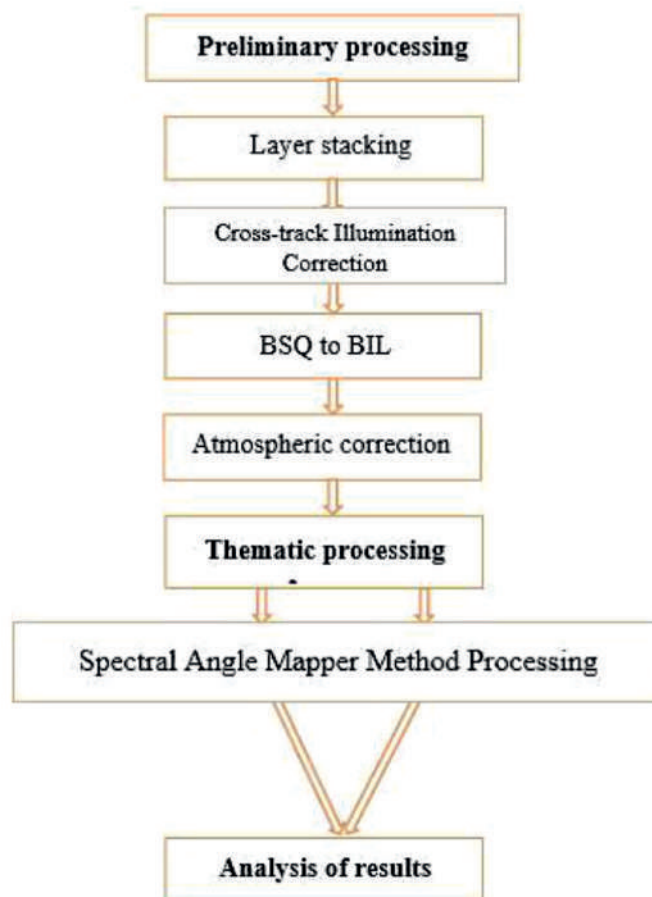 Preliminary processing
Layer stacking
Cross-track Illumination
Correction
BSQ to BIL
Atmospheric correction
Thematic processing
Spectral Angle Mapper Method Processing
Analysis of results